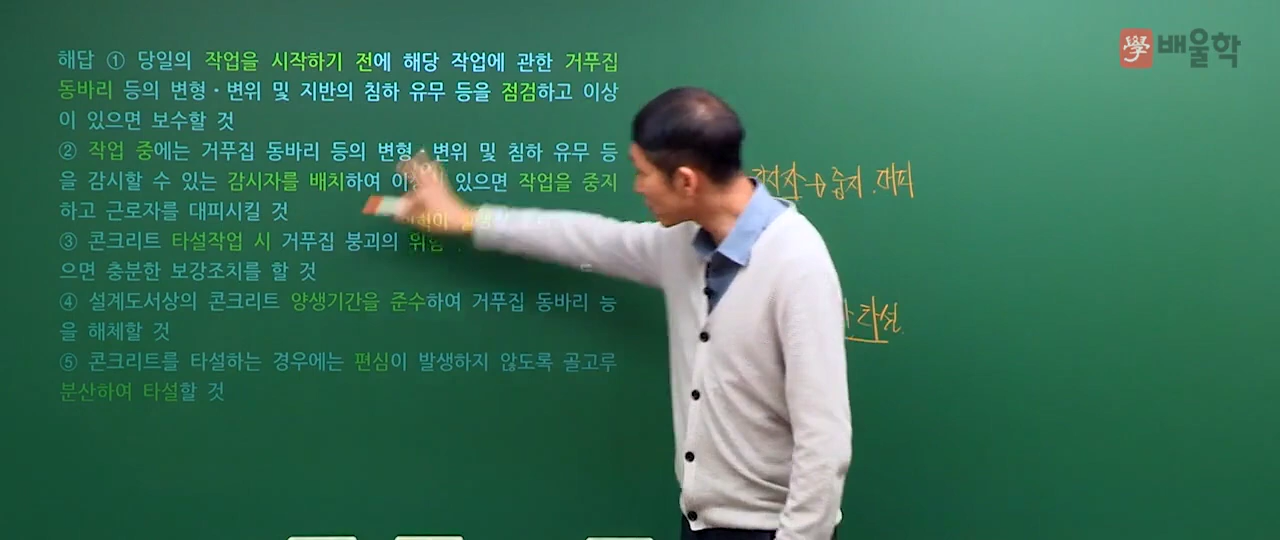 해답 ① 당일의 작업을 시작하기 전에 해당 작업에 관한 거푸집
동바리 등의 변형・변위 및 지반의 침하 유무 등을 점검하고 이상
이 있으면 보수할 것
② 작업 중에는 거푸집 동바리 등의 변형・변위 및 침하 유무 등
을 감시할 수 있는 감시자를 배치하여 이상이 있으면 작업을 중지
하고 근로자를 대피시킬 것
③ 콘크리트 타설작업 시 거푸집 붕괴의 위험
으면 충분한 보강조치를 할 것
④ 설계도서상의 콘크리트 양생기간을 준수하여 거푸집 동바리 등
을 해체할 것
⑤ 콘크리트를 타설하는 경우에는 편심이 발생하지 않도록 골고루
분산하여 타설할 것
學 배울학
→ 중지. 대피
타설.